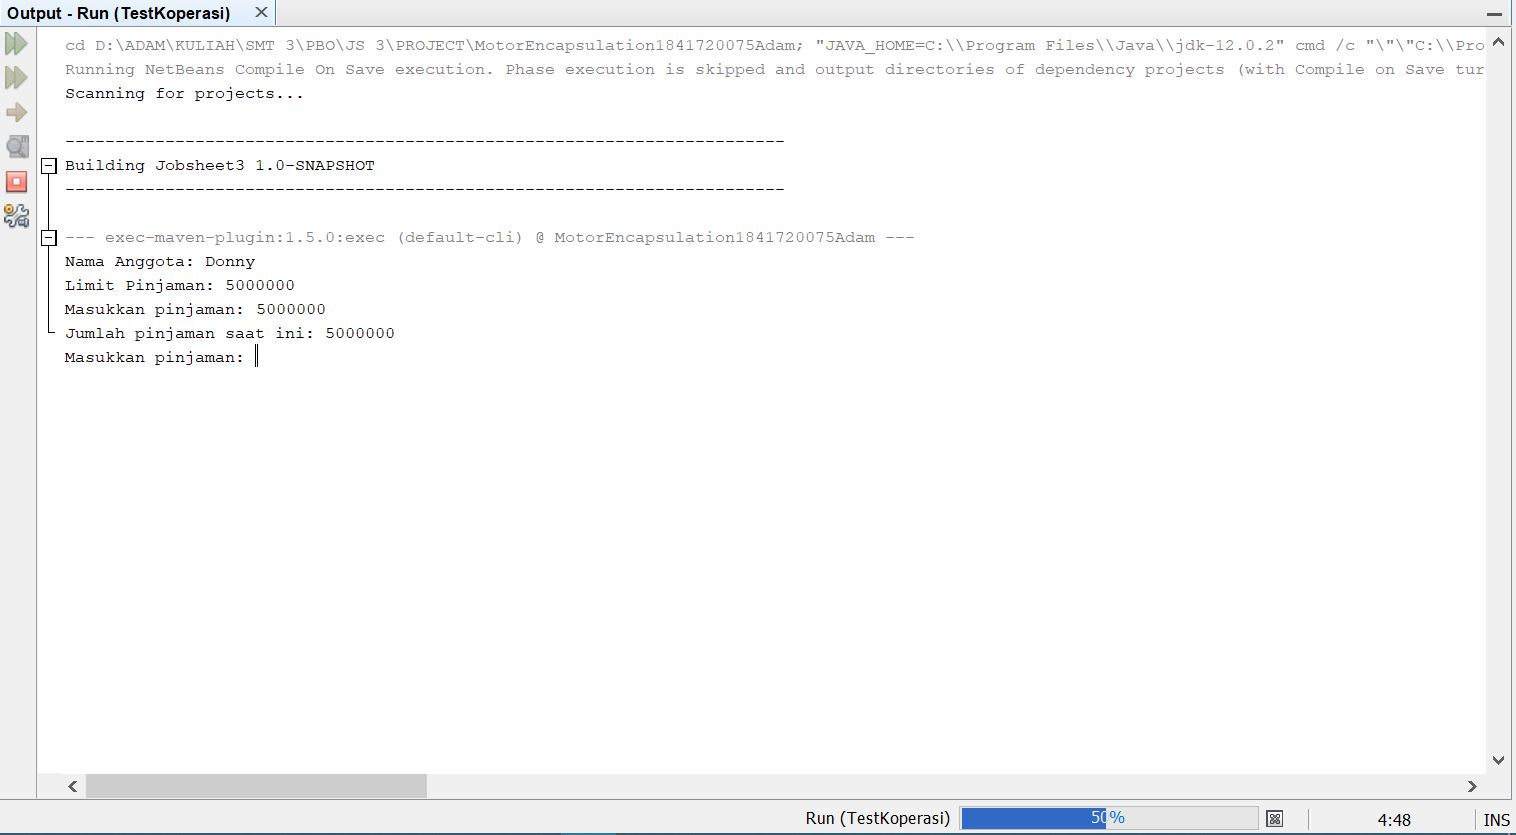 Output - Run (TestKoperasi)
cd D:\ADAM\KULIAH\SMT 3\PBO\JS 3\PROJECT\MotorEncapsulation1841720075Adam; "JAVA_HOME=C:\\Program Files\\Java\\jdk-12.0.2" cmd /c "\"\"C:\\Pro
Running NetBeans Compile On Save execution. Phase execution is skipped and output directories of dependency projects (with Compile on Save tur
Scanning for projects...
------------------------------------------------------------------------
Building Jobsheet3 1.0-SNAPSHOT
------------------------------------------------------------------------
--- exec-maven-plugin:1.5.0:exec (default-cli) @ MotorEncapsulation1841720075Adam ---
Nama Anggota: Donny
Limit Pinjaman: 5000000
Masukkan pinjaman: 5000000
Jumlah pinjaman saat ini: 5000000
Masukkan pinjaman:
Run (TestKoperasi) 50% 4:48 INS